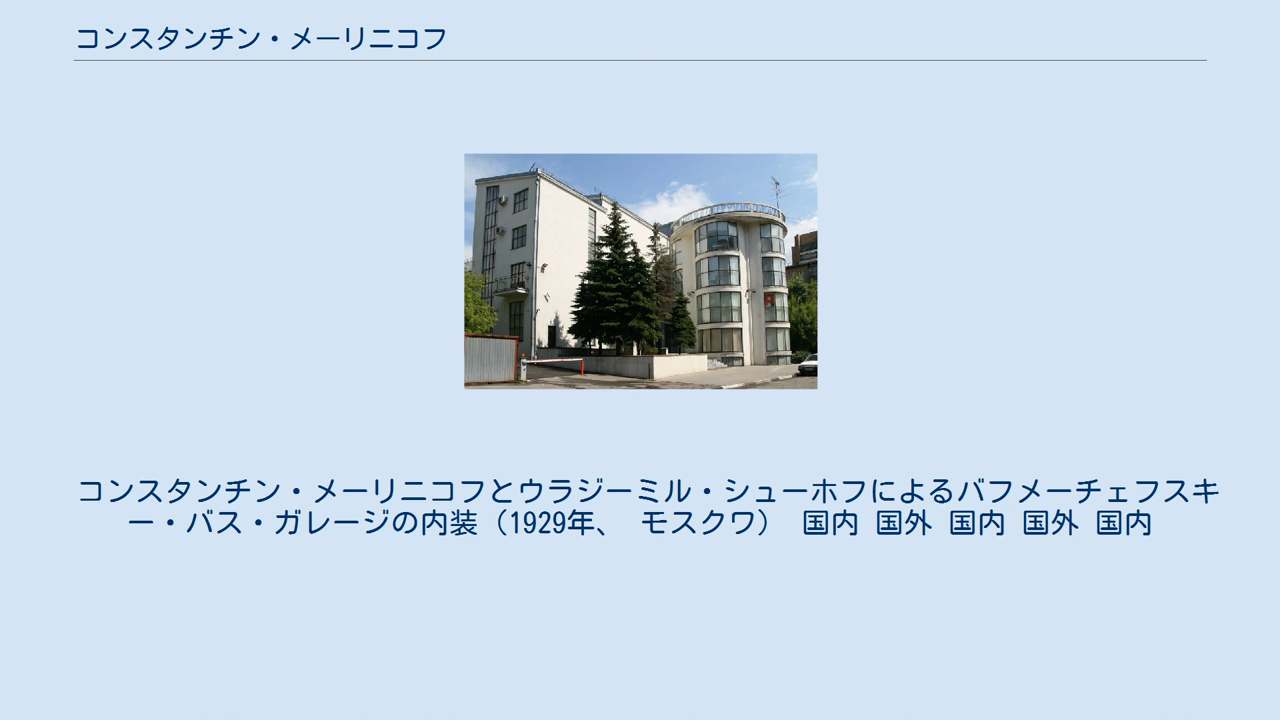 コンスタンチン・メーリニコフ
コンスタンチン・メーリニコフとウラジーミル・シューホフによるバフメーチェフスキ
ー・バス・ガレージの内装（1929年、 モスクワ） 国内 国外 国内 国外 国内